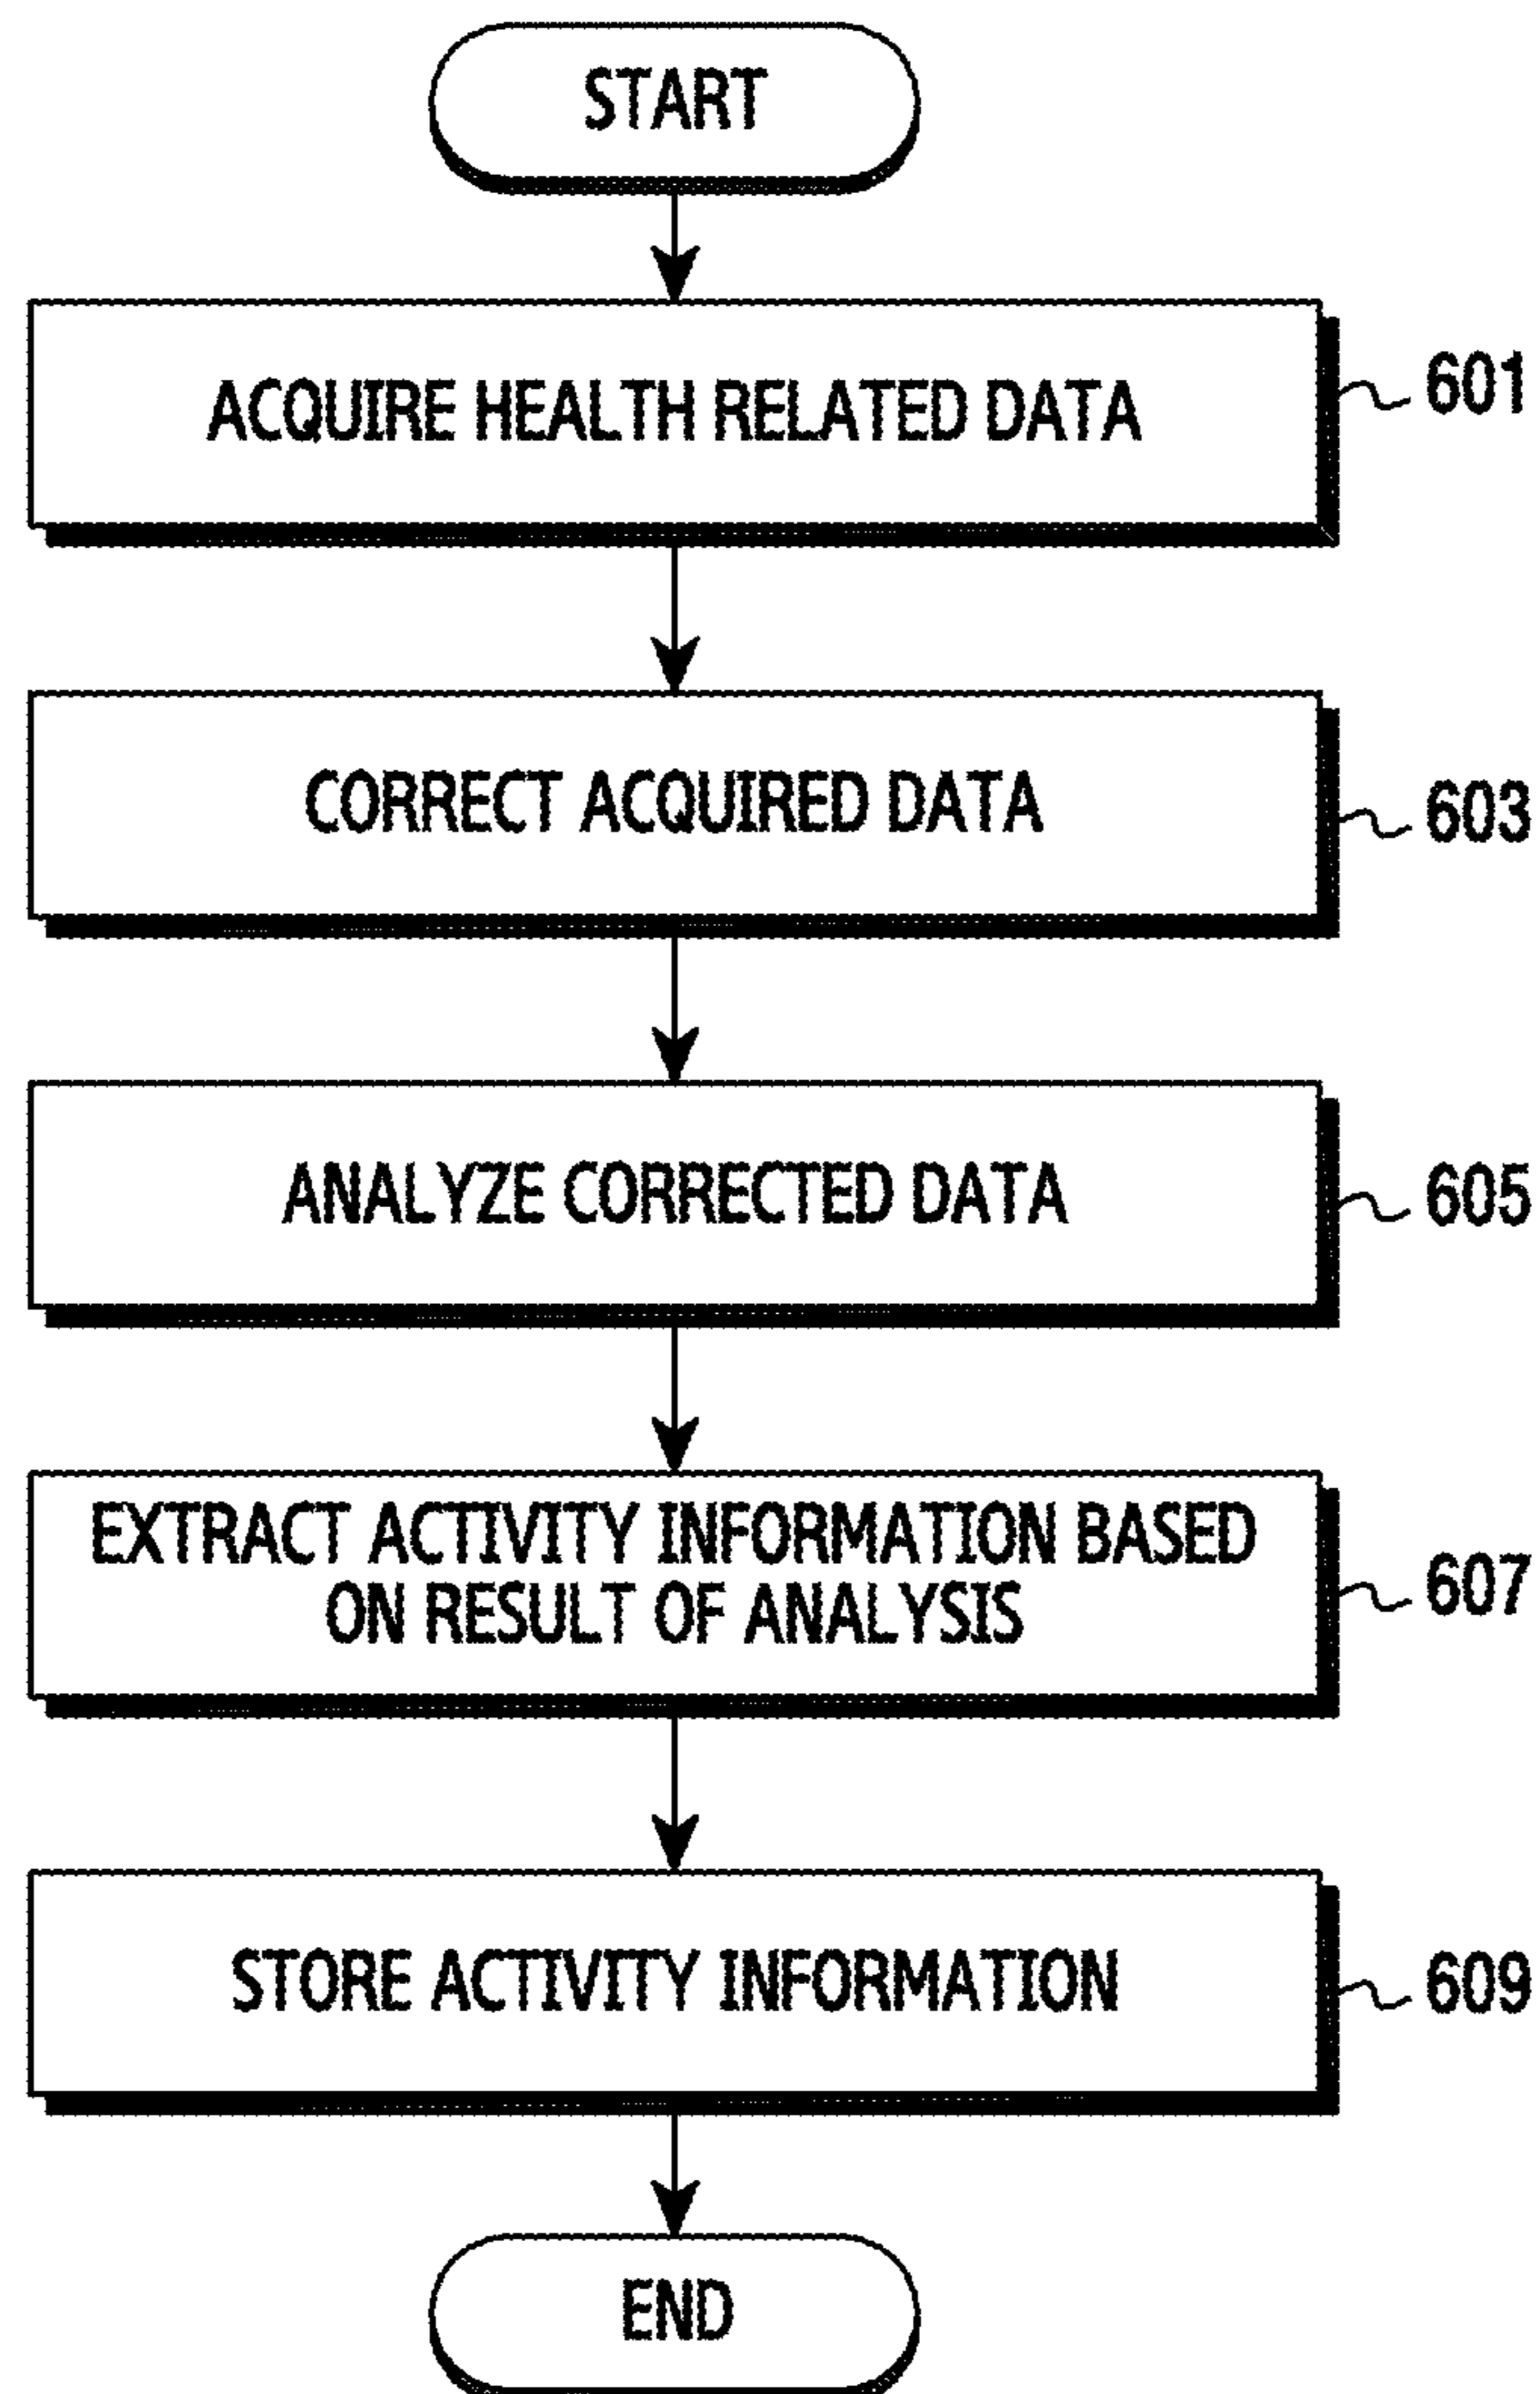 START
ACQUIRE HEALTH RELATED DATA
601
CORRECT ACQUIRED DATA
603
ANALYZE CORRECTED DATA
605
EXTRACT ACTIVITY INFORMATION BASED
ON RESULT OF ANALYSIS
607
STORE ACTIVITY INFORMATION
609
END